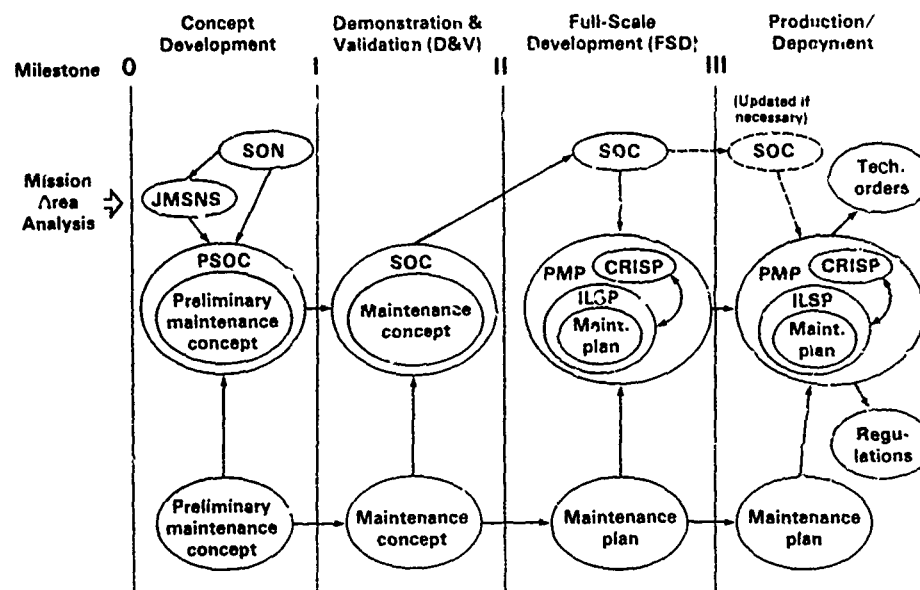 Concept
Development
Demonstration &
Validation (D&V)
Full-Scale
Development (FSD)
Production/
Depoyment
Milestone
0
I
II
III
(Updated if
necessary)
SON
SOC
SOC
Tech.
orders
Mission
Area
Analysis
JMSNS
PSOC
Preliminary
maintenance
concept
SOC
Maintenance
concept
PMP
CRISP
ILSP
Maint.
plan
PMP
CRISP
ILSP
Maint.
plan
Regu-
lations
Preliminary
maintenance
concept
Maintenance
concept
Maintenance
plan
Maintenance
plan